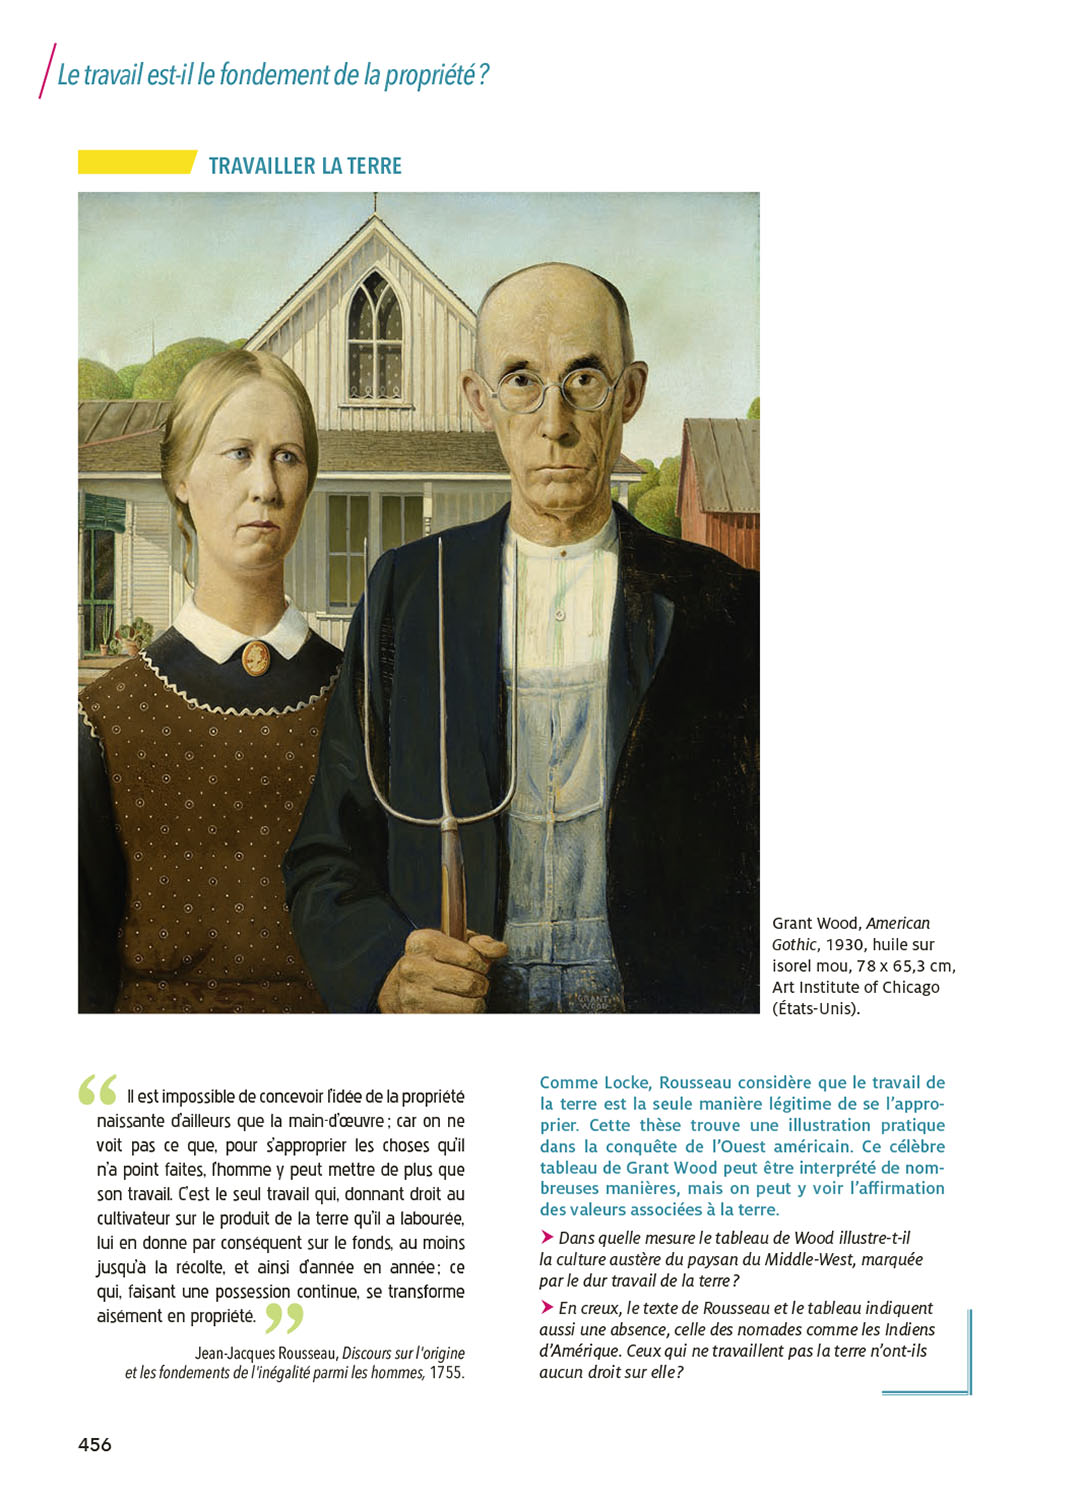 Le travail est-il le fondement de la propriété ?
TRAVAILLER LA TERRE
GRANT
WOOD
Grant Wood, American
Gothic, 1930, huile sur
isorel mou, 78 x 65,3 cm,
Art Institute of Chicago
(États-Unis).
“ Il est impossible de concevoir l'idée de la propriété
naissante d'ailleurs que la main-d'œuvre ; car on ne
voit pas ce que, pour s'approprier les choses qu'il
n'a point faites, l'homme y peut mettre de plus que
son travail. C'est le seul travail qui, donnant droit au
cultivateur sur le produit de la terre qu'il a labourée,
lui en donne par conséquent sur le fonds, au moins
jusqu'à la récolte, et ainsi d'année en année ; ce
qui, faisant une possession continue, se transforme
aisément en propriété. ”
Jean-Jacques Rousseau, Discours sur l'origine
et les fondements de l'inégalité parmi les hommes, 1755.
Comme Locke, Rousseau considère que le travail de
la terre est la seule manière légitime de se l'appro-
prier. Cette thèse trouve une illustration pratique
dans la conquête de l'Ouest américain. Ce célèbre
tableau de Grant Wood peut être interprété de nom-
breuses manières, mais on peut y voir l'affirmation
des valeurs associées à la terre.
➤ Dans quelle mesure le tableau de Wood illustre-t-il
la culture austère du paysan du Middle-West, marquée
par le dur travail de la terre ?
➤ En creux, le texte de Rousseau et le tableau indiquent
aussi une absence, celle des nomades comme les Indiens
d'Amérique. Ceux qui ne travaillent pas la terre n'ont-ils
aucun droit sur elle ?
456